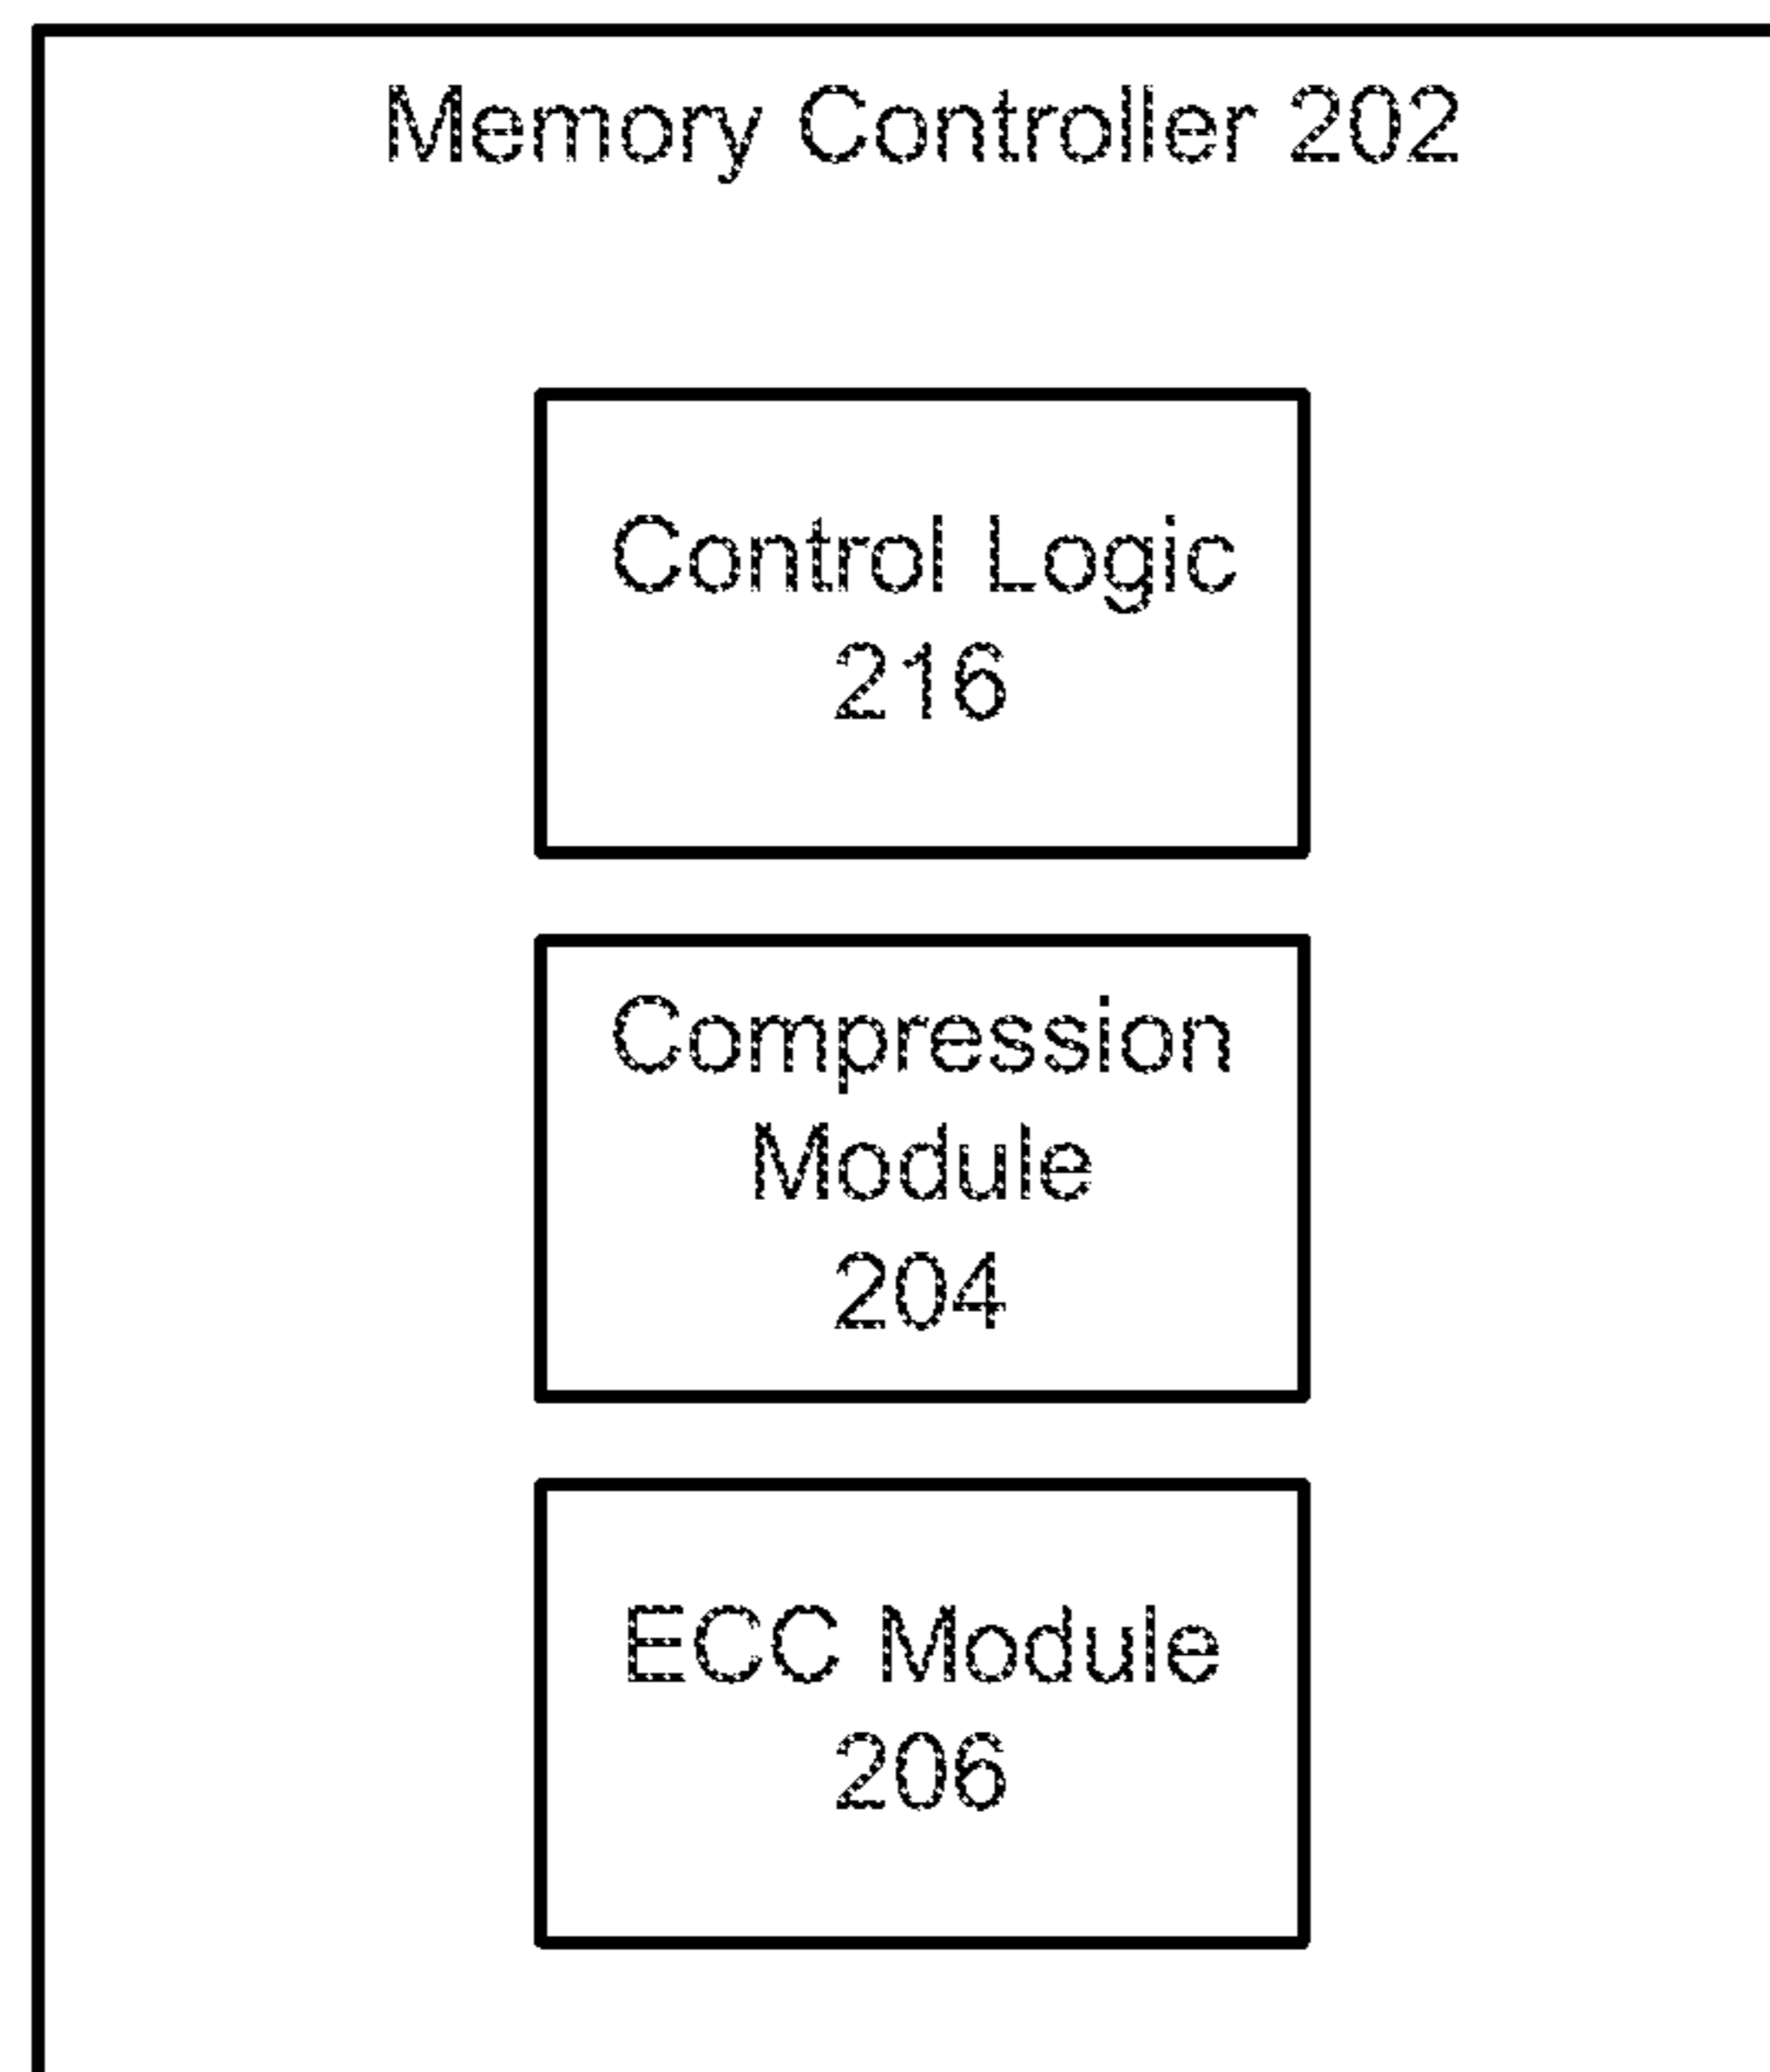 Memory Controller 202
Control Logic
216
Compression
Module
204
ECC Module
206